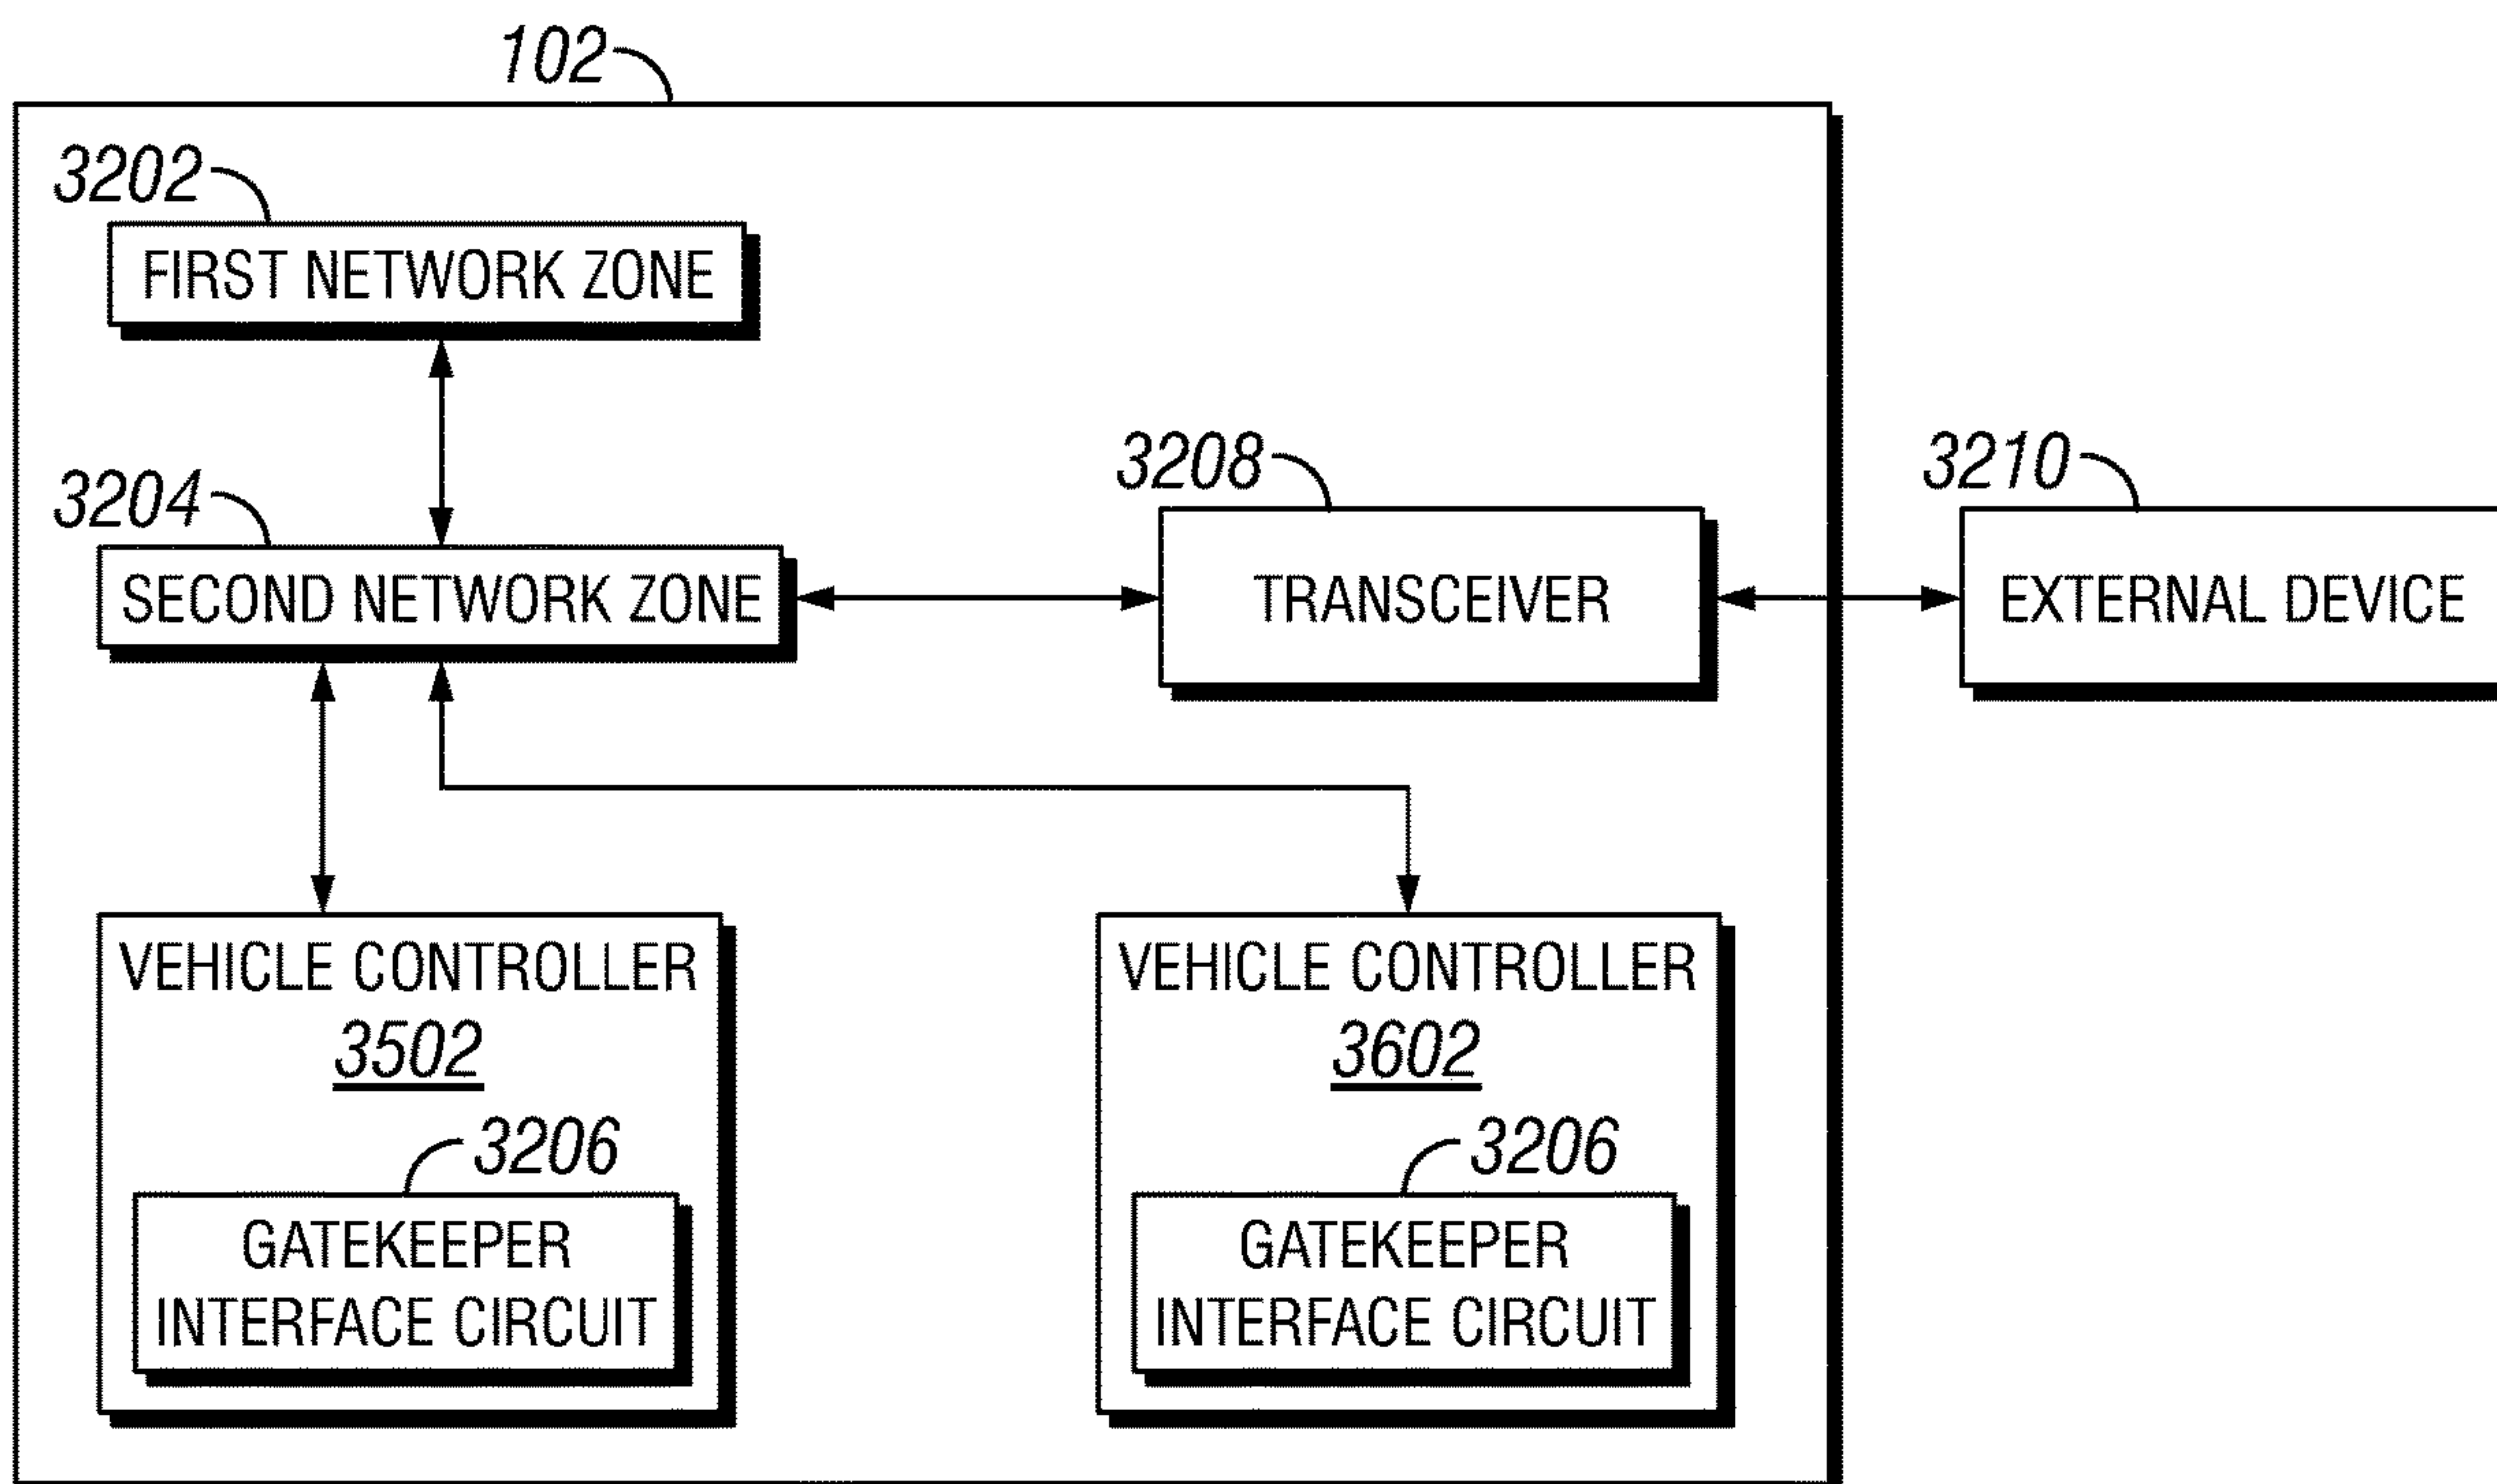 102
3202
FIRST NETWORK ZONE
3204
SECOND NETWORK ZONE
3208
TRANSCEIVER
3210
EXTERNAL DEVICE
VEHICLE CONTROLLER
3502
3206
GATEKEEPER
INTERFACE CIRCUIT
VEHICLE CONTROLLER
3602
3206
GATEKEEPER
INTERFACE CIRCUIT